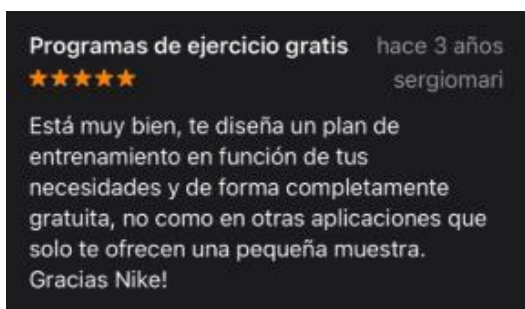 Programas de ejercicio gratis hace 3 años
sergiomari
Está muy bien, te diseña un plan de
entrenamiento en función de tus
necesidades y de forma completamente
gratuita, no como en otras aplicaciones que
solo te ofrecen una pequeña muestra.
Gracias Nike!